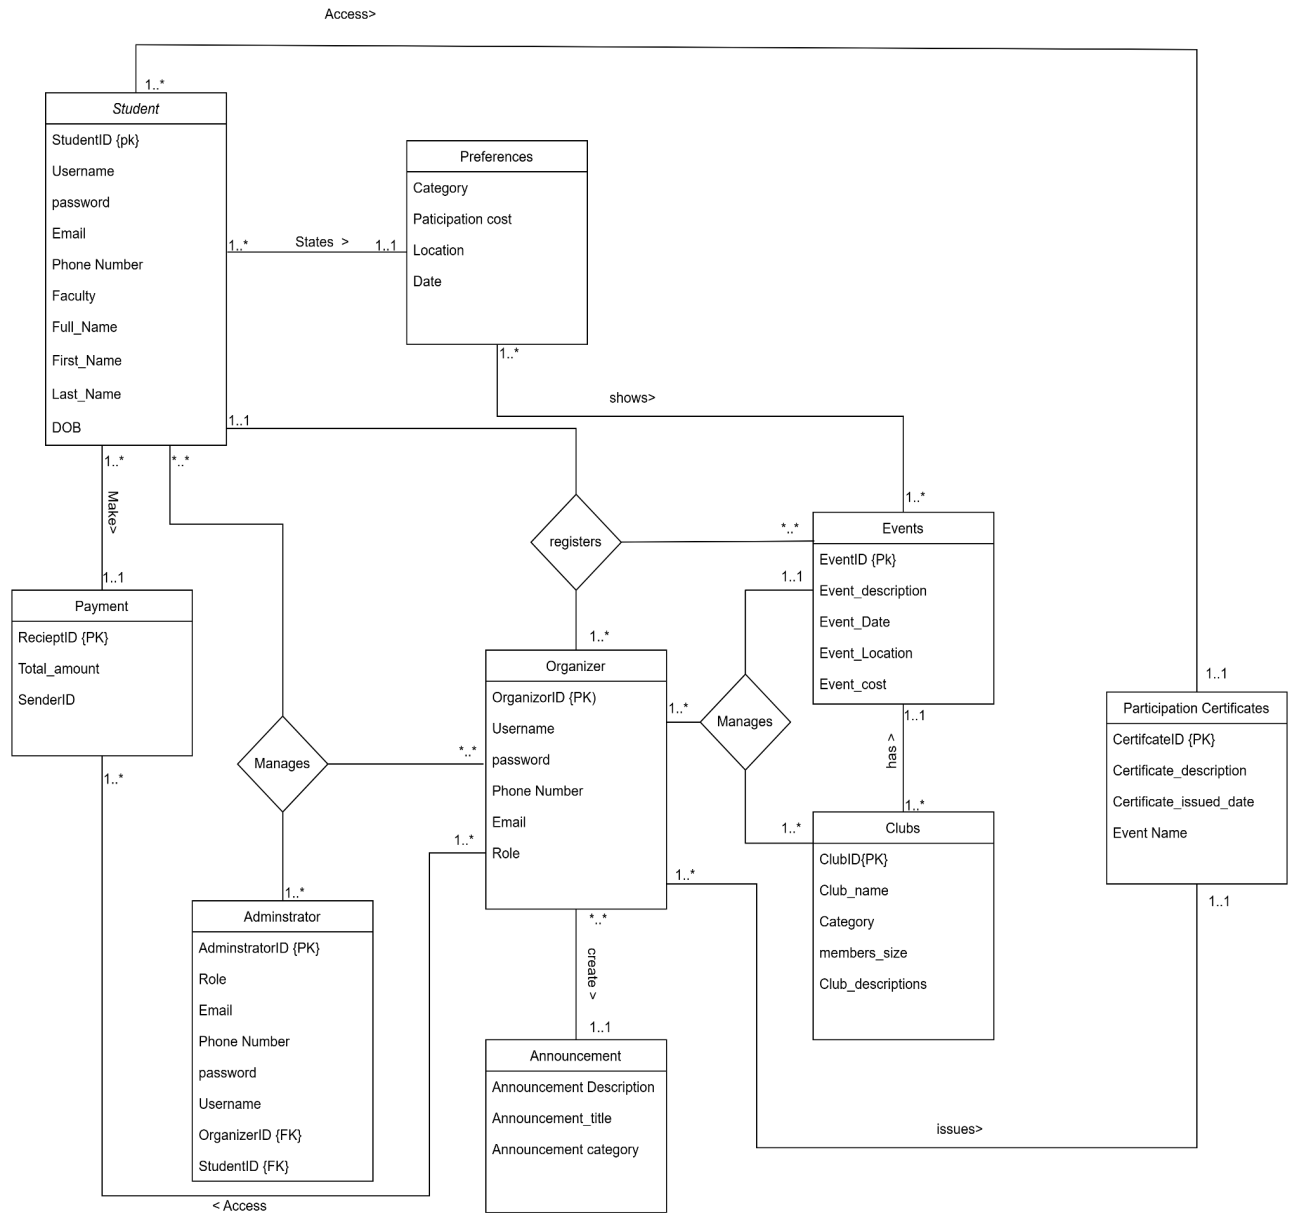 Access>
1..*
Student
StudentID {pk}
Username
password
Email
Phone Number
Faculty
Full_Name
First_Name
Last_Name
DOB
Preferences
Category
Paticipation cost
Location
Date
1..*
States >
1..1
1..*
shows>
1..1
1..*
*..*
Make>
1..1
1..*
registers
*..*
Events
EventID {Pk}
Event_description
Event_Date
Event_Location
Event_cost
1..1
Payment
RecieptID {PK}
Total_amount
SenderID
1..*
1..*
Organizer
OrganizorID {PK)
Username
password
Phone Number
Email
Role
1..*
Manages
*..*
Manages
1..*
1..1
has >
1..*
1..*
Clubs
ClubID{PK}
Club_name
Category
members_size
Club_descriptions
1..1
Participation Certificates
CertifcateID {PK}
Certificate_description
Certificate_issued_date
Event Name
1..1
1..*
1..*
Adminstrator
AdminstratorID {PK}
Role
Email
Phone Number
password
Username
OrganizerID {FK}
StudentID {FK}
*..*
create >
1..1
Announcement
Announcement Description
Announcement_title
Announcement category
issues>
< Access